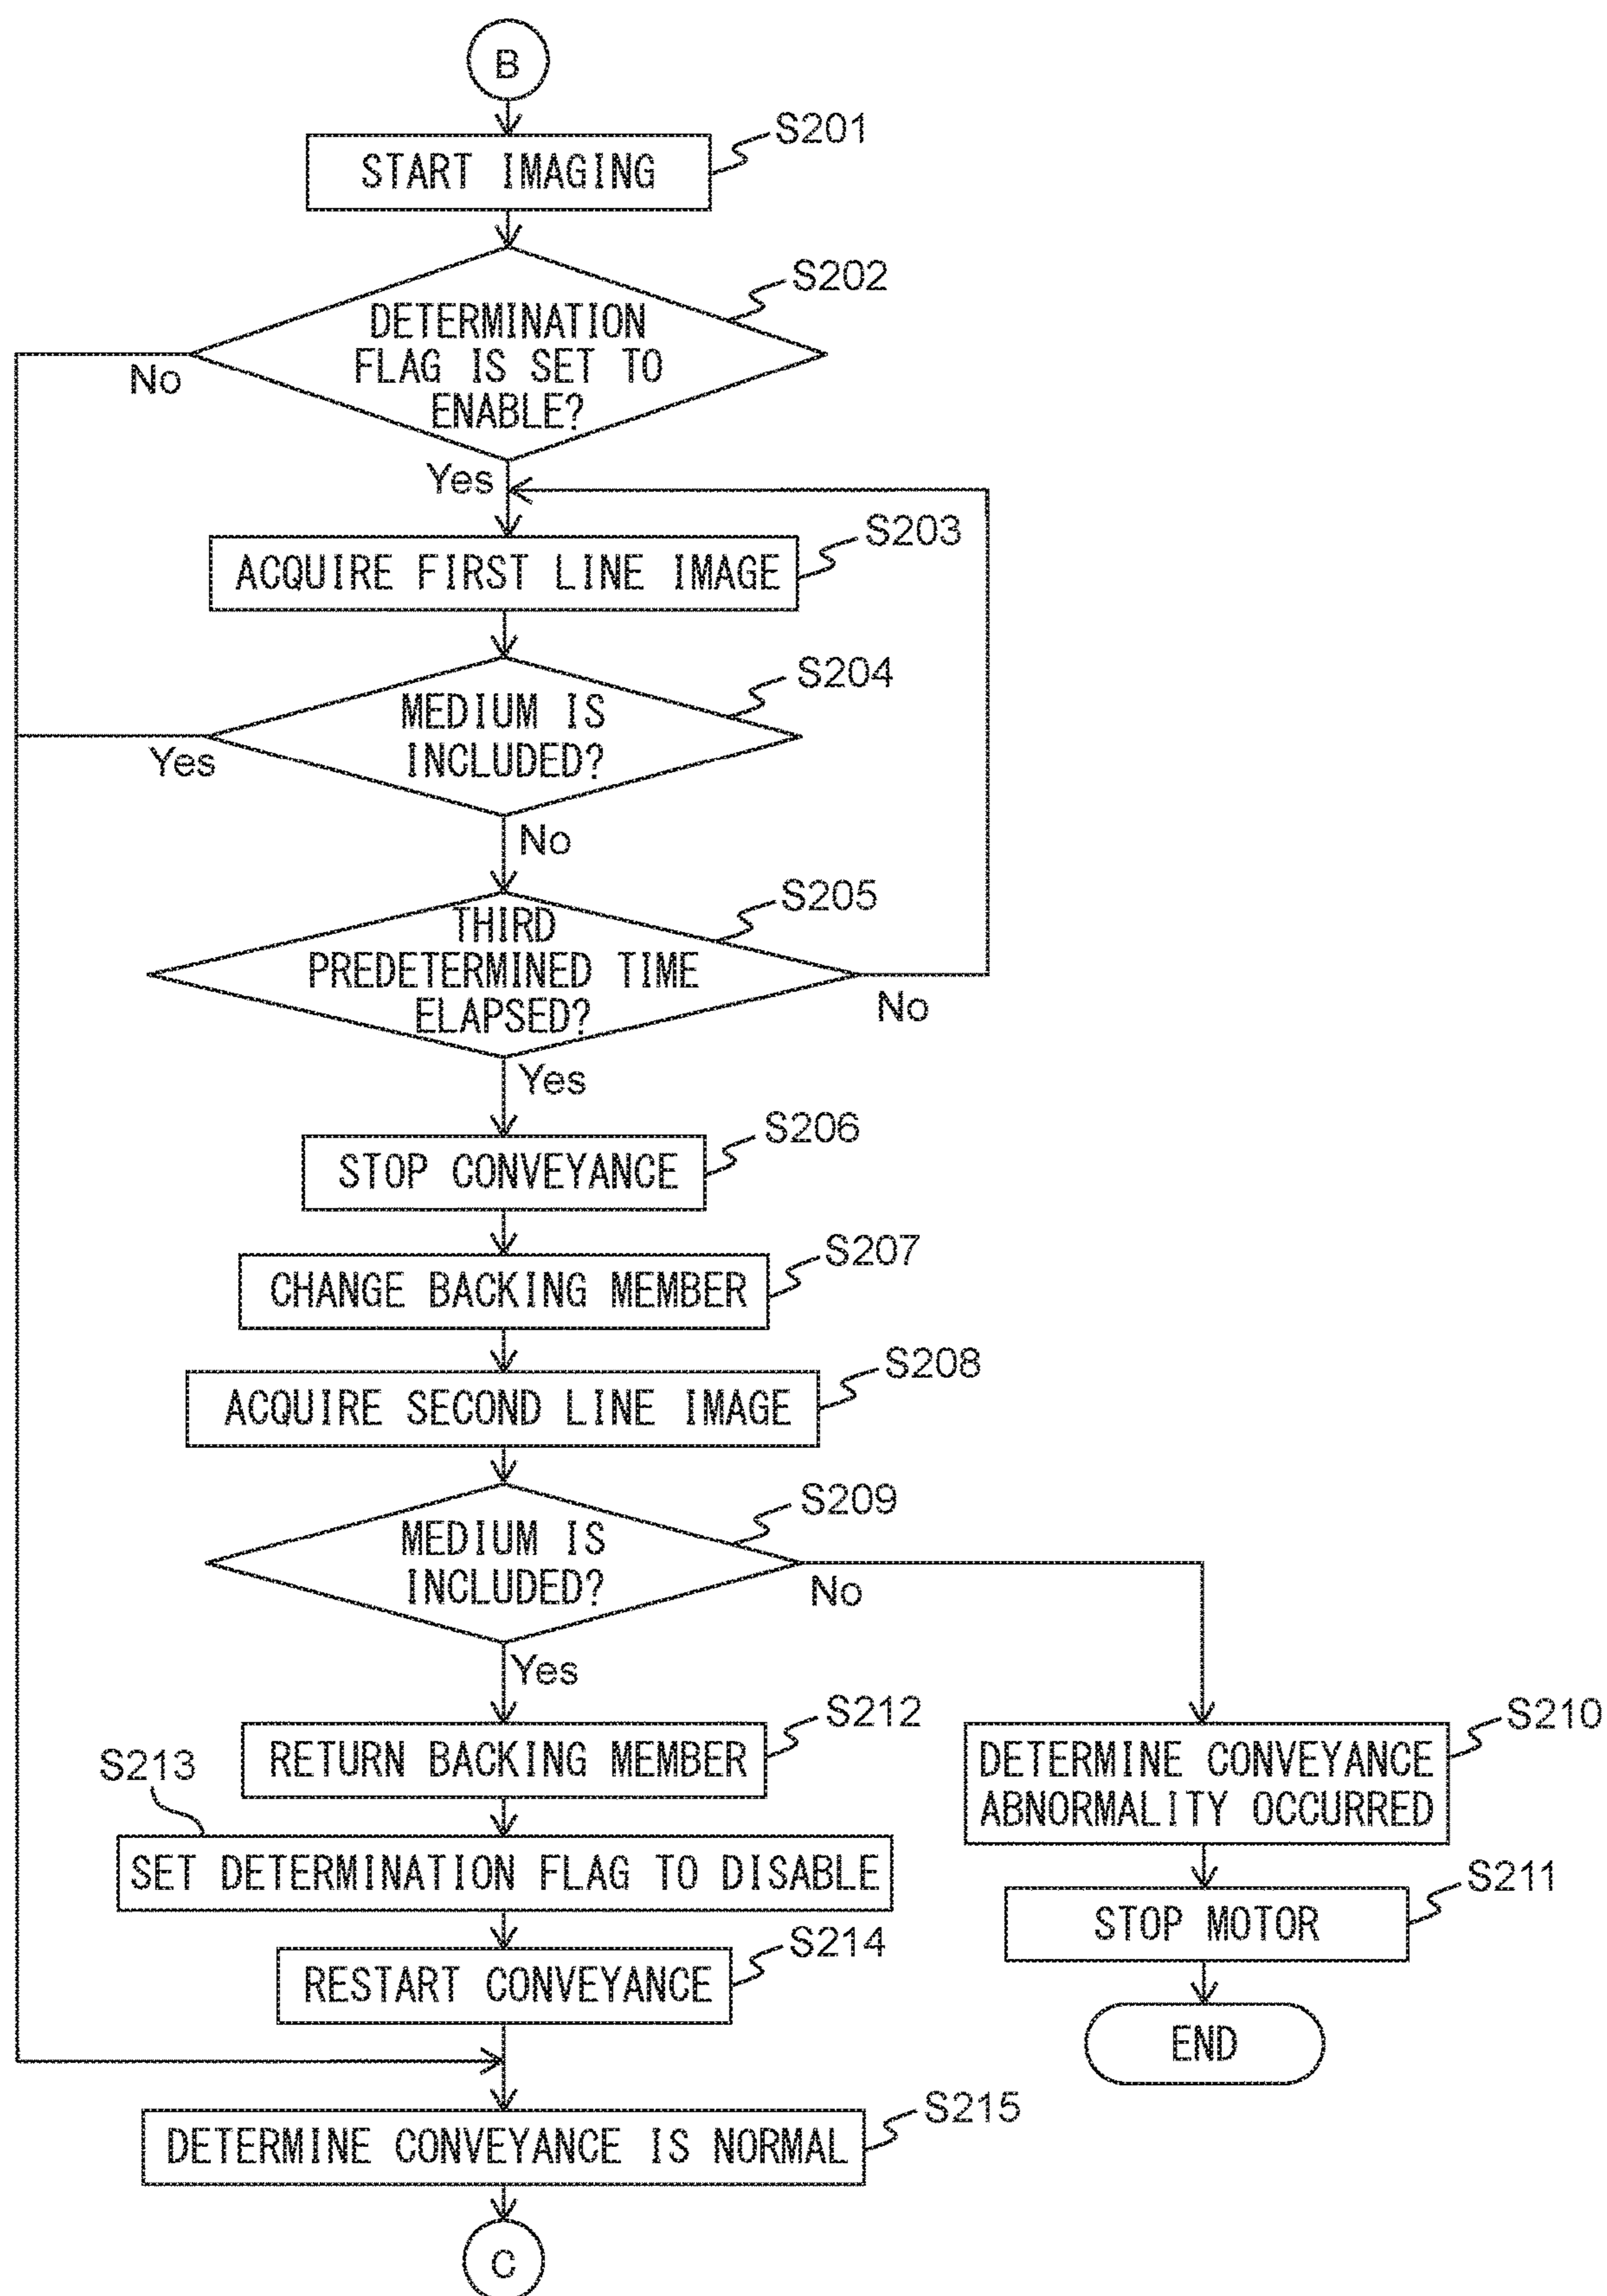 B
S201
START IMAGING
S202
DETERMINATION
FLAG IS SET TO
ENABLE?
No
Yes
S203
ACQUIRE FIRST LINE IMAGE
S204
MEDIUM IS
INCLUDED?
Yes
No
S205
THIRD
PREDETERMINED TIME
ELAPSED?
No
Yes
S206
STOP CONVEYANCE
S207
CHANGE BACKING MEMBER
S208
ACQUIRE SECOND LINE IMAGE
S209
MEDIUM IS
INCLUDED?
No
Yes
S212
RETURN BACKING MEMBER
S210
DETERMINE CONVEYANCE
ABNORMALITY OCCURRED
S213
SET DETERMINATION FLAG TO DISABLE
S211
STOP MOTOR
S214
RESTART CONVEYANCE
END
S215
DETERMINE CONVEYANCE IS NORMAL
C